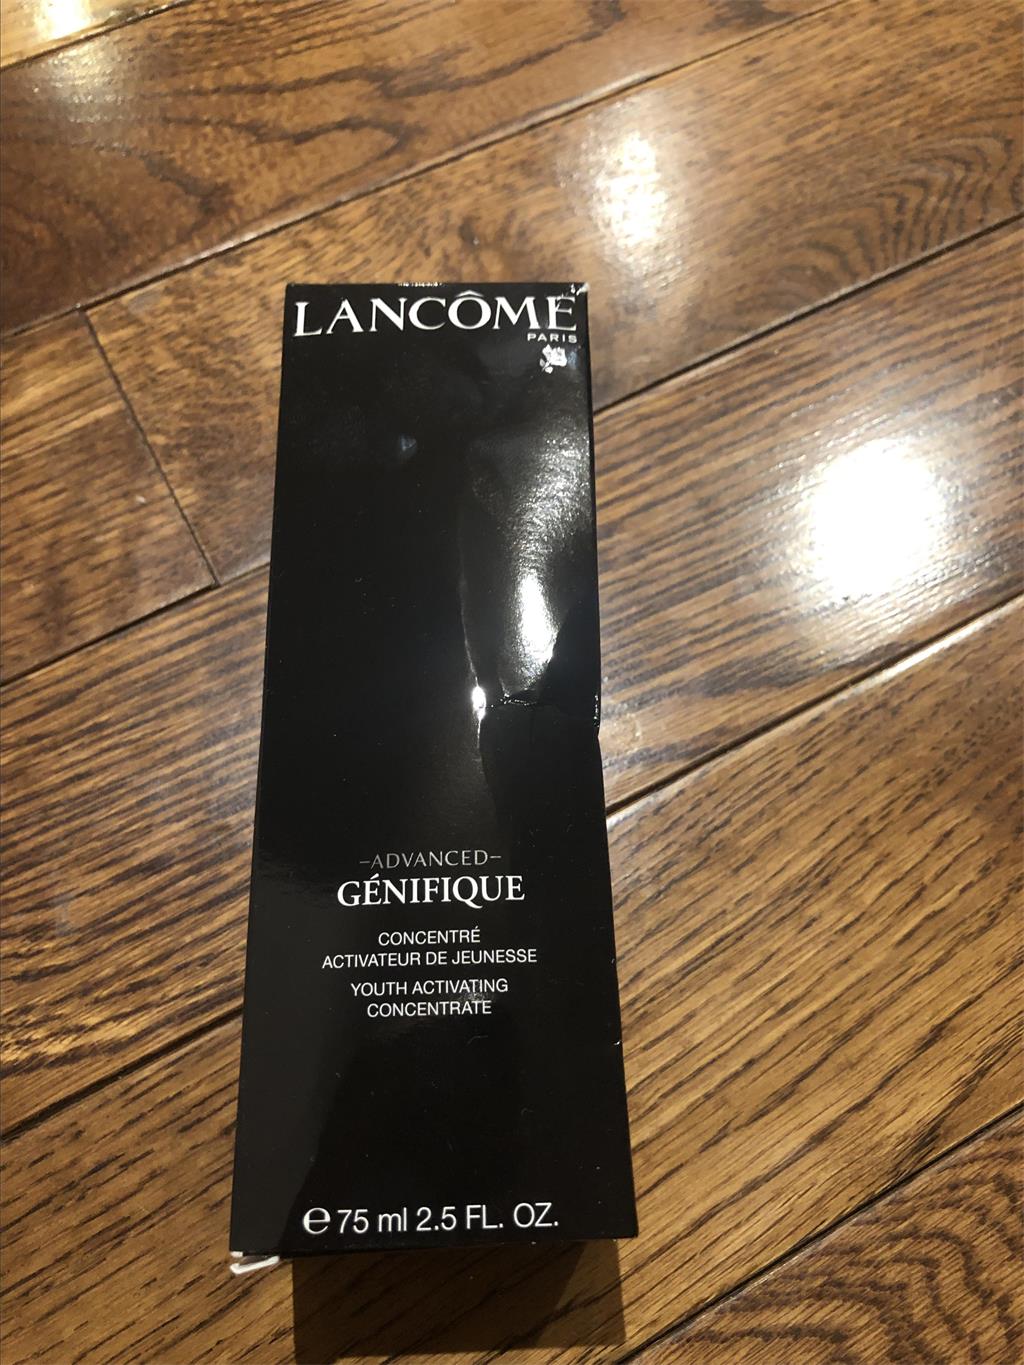 LANCÔME
PARIS
-ADVANCED-
GÉNIFIQUE
CONCENTRÉ
ACTIVATEUR DE JEUNESSE
YOUTH ACTIVATING
CONCENTRATE
℮ 75 ml 2.5 FL. OZ.